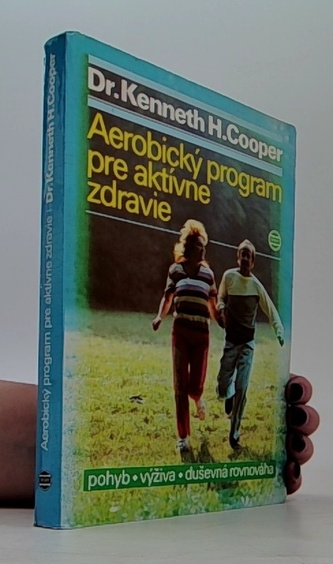 Dr. Kenneth H. Cooper
Aerobický program
pre aktívne
zdravie
pohyb • výživa • duševná rovnováha
Aerobický program pre aktívne zdravie | Dr. Kenneth H. Cooper